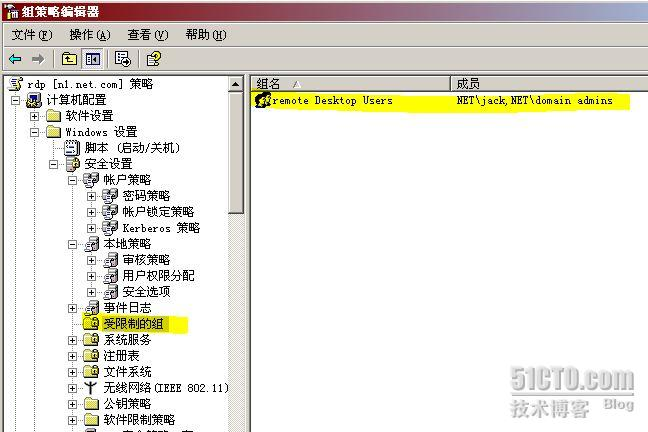 组策略编辑器
文件(F) 操作(A) 查看(V) 帮助(H)
rdp [n1.net.com] 策略
计算机配置
软件设置
Windows 设置
脚本 (启动/关机)
安全设置
帐户策略
密码策略
帐户锁定策略
Kerberos 策略
本地策略
审核策略
用户权限分配
安全选项
事件日志
受限制的组
系统服务
注册表
文件系统
无线网络(IEEE 802.11)
公钥策略
软件限制策略
组名 成员
remote Desktop Users NET\jack,NET\domain admins
51CTO.com
技术博客 Blog